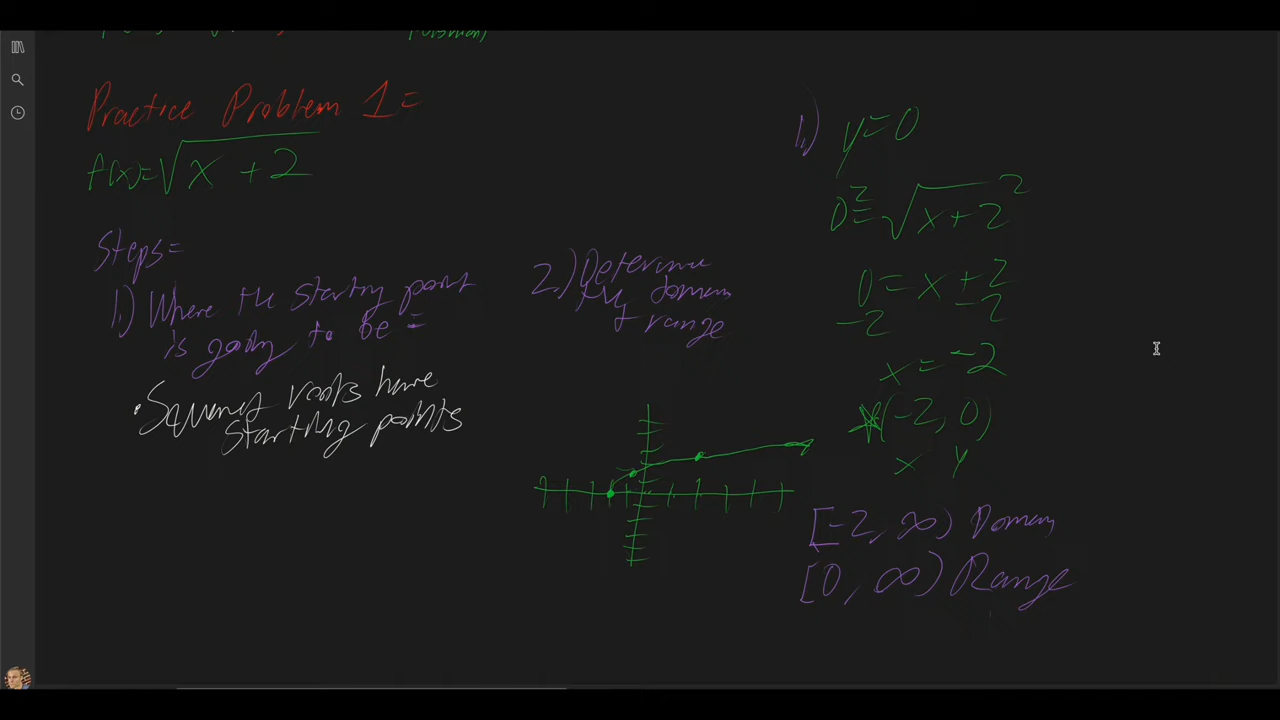 Practice Problem 1=
f(x)=√x + 2
Steps=
1.) Where the starting point
is going to be =
• Square roots have
starting points
2.) Determine
the domain
+ range
1.) y=0
0²=√x+2²
0=x+2
-2 -2
x=-2
(-2, 0)
x y
[-2, ∞) Domain
[0, ∞) Range